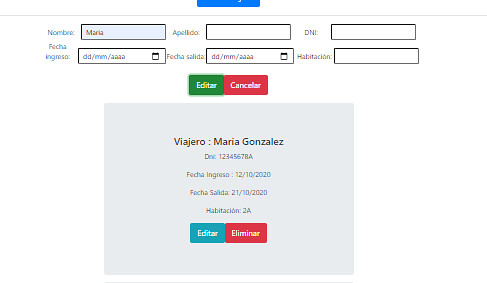 Nombre: Maria Apellido: DNI:
Fecha ingreso: dd/mm/aaaa Fecha salida: dd/mm/aaaa Habitación:
Editar Cancelar
Viajero : Maria Gonzalez
Dni: 12345678A
Fecha Ingreso : 12/10/2020
Fecha Salida: 21/10/2020
Habitación: 2A
Editar Eliminar